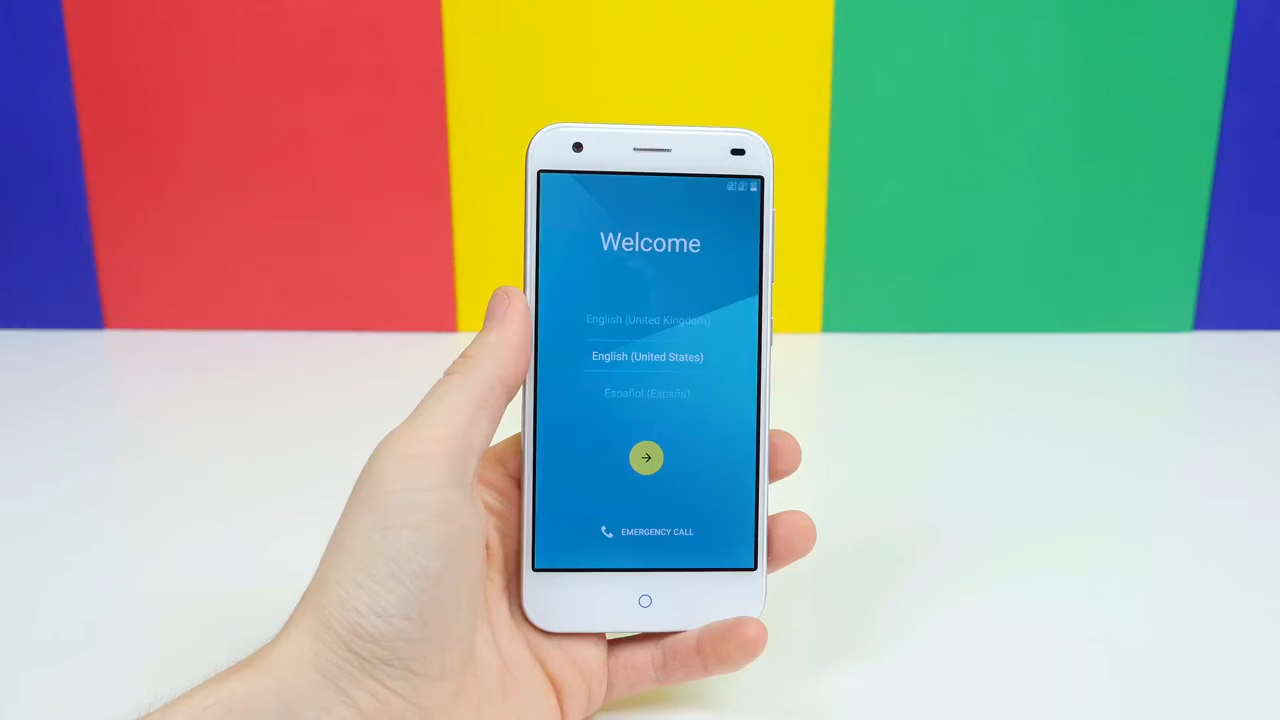 Welcome
English (United Kingdom)
English (United States)
Español (España)
EMERGENCY CALL